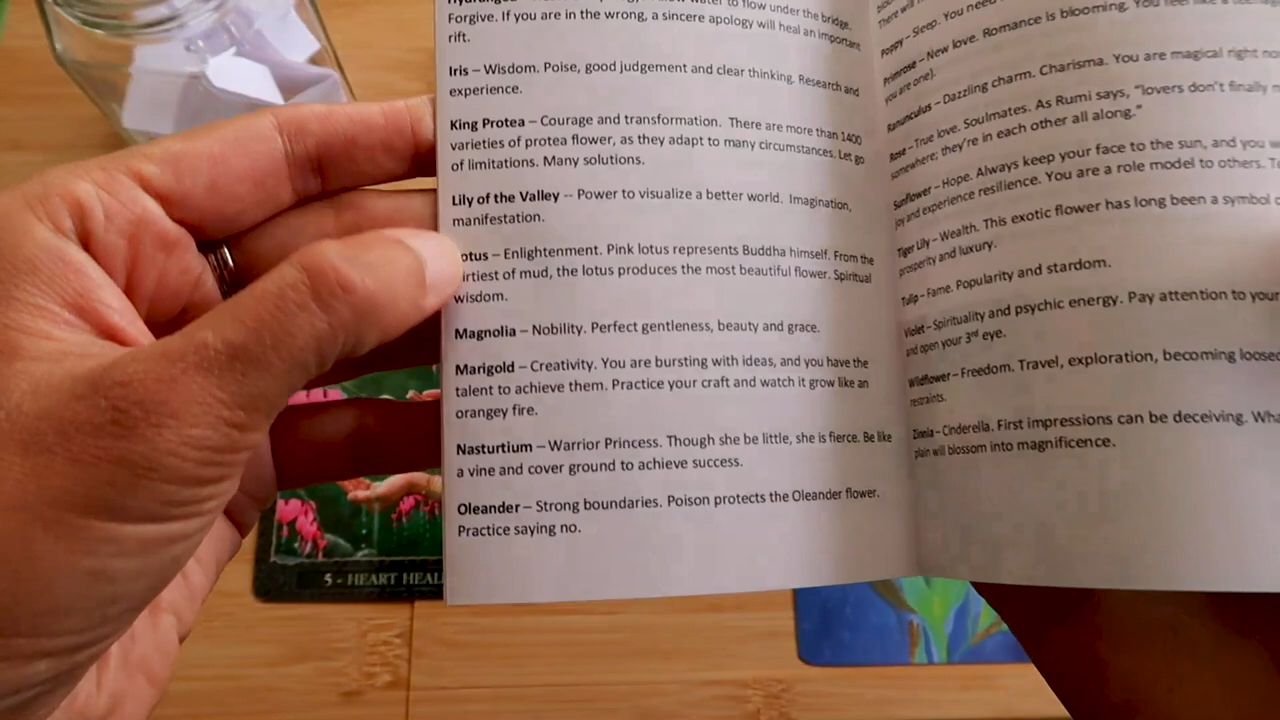 to flow under the bridge.
Forgive. If you are in the wrong, a sincere apology will heal an important
rift.
Iris – Wisdom. Poise, good judgement and clear thinking. Research and
experience.
King Protea – Courage and transformation. There are more than 1400
varieties of protea flower, as they adapt to many circumstances. Let go
of limitations. Many solutions.
Lily of the Valley -- Power to visualize a better world. Imagination,
manifestation.
otus – Enlightenment. Pink lotus represents Buddha himself. From the
irtiest of mud, the lotus produces the most beautiful flower. Spiritual
wisdom.
Magnolia – Nobility. Perfect gentleness, beauty and grace.
Marigold – Creativity. You are bursting with ideas, and you have the
talent to achieve them. Practice your craft and watch it grow like an
orangey fire.
Nasturtium – Warrior Princess. Though she be little, she is fierce. Be like
a vine and cover ground to achieve success.
Oleander – Strong boundaries. Poison protects the Oleander flower.
Practice saying no.
There will
Poppy – Sleep. You need
Primrose – New love. Romance is blooming. You feel like a
you are one).
Ranunculus – Dazzling charm. Charisma. You are magical right no
Rose – True love. Soulmates. As Rumi says, "lovers don't finally m
somewhere; they're in each other all along."
Sunflower – Hope. Always keep your face to the sun, and you w
joy and experience resilience. You are a role model to others. T
Tiger Lily – Wealth. This exotic flower has long been a symbol o
prosperity and luxury.
Tulip – Fame. Popularity and stardom.
Violet – Spirituality and psychic energy. Pay attention to your
and open your 3rd eye.
Wildflower – Freedom. Travel, exploration, becoming loosed
restraints.
Zinnia – Cinderella. First impressions can be deceiving. Wha
plain will blossom into magnificence.
5 - HEART HEAL